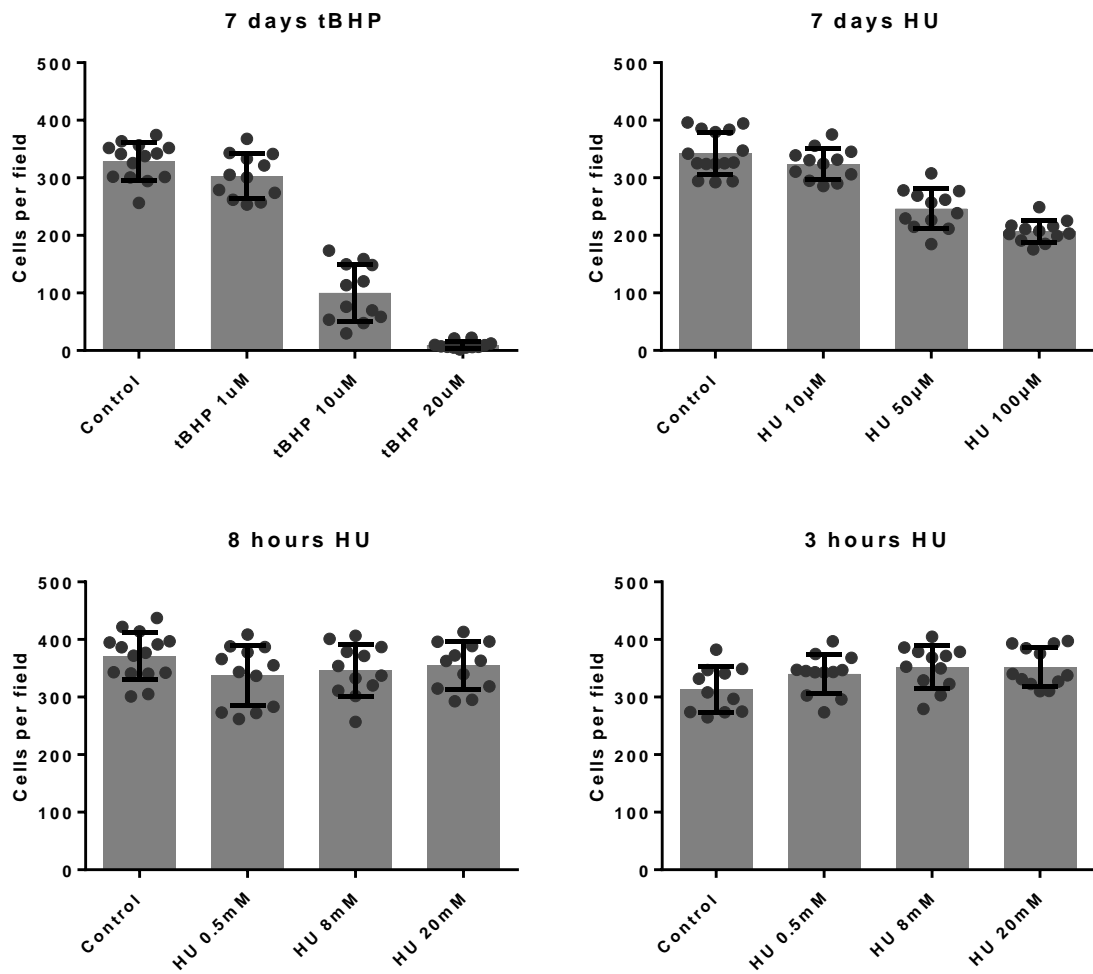 7 days tBHP
Cells per field
500
400
300
200
100
0
Control
tBHP 1uM
tBHP 10uM
tBHP 20uM
7 days HU
Cells per field
500
400
300
200
100
0
Control
HU 10µM
HU 50µM
HU 100µM
8 hours HU
Cells per field
500
400
300
200
100
0
Control
HU 0.5mM
HU 8mM
HU 20mM
3 hours HU
Cells per field
500
400
300
200
100
0
Control
HU 0.5mM
HU 8mM
HU 20mM